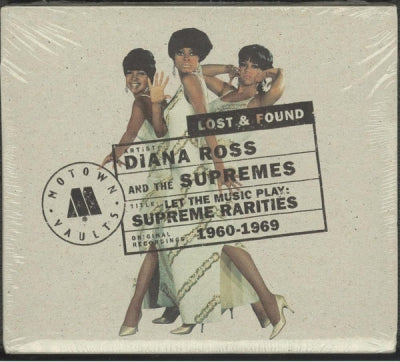 LOST & FOUND
ARTIST:
DIANA ROSS
AND THE SUPREMES
TITLE: LET THE MUSIC PLAY:
SUPREME RARITIES
ORIGINAL
RECORDINGS: 1960-1969
MOTOWN
M
VAULTS